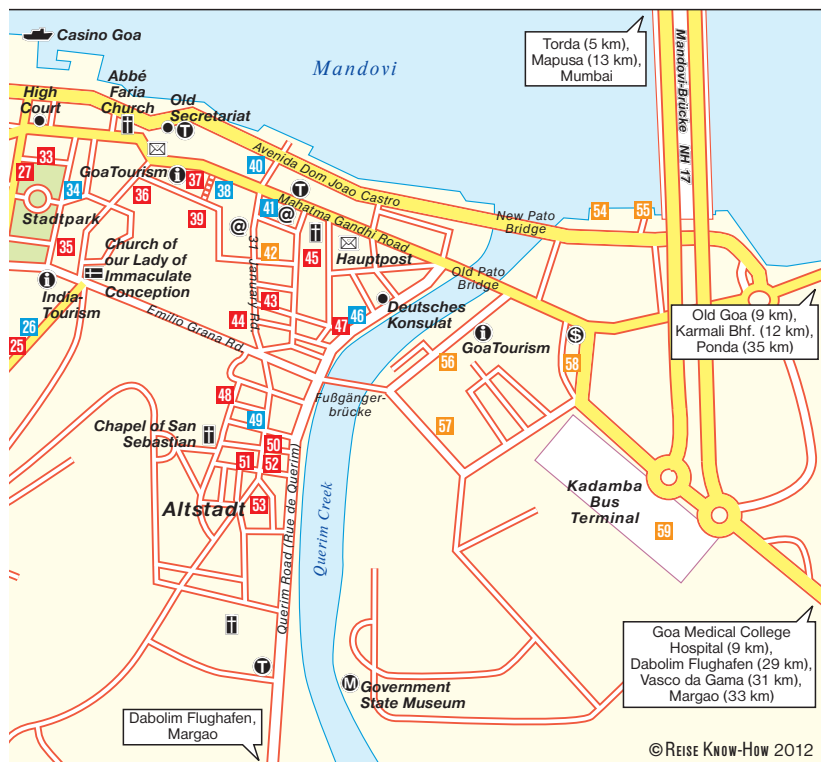 Casino Goa
Mandovi
Torda (5 km),
Mapusa (13 km),
Mumbai
Mandovi-Brücke NH 17
High
Court
Abbé
Faria
Church
Old
Secretariat
T
Avenida Dom Joao Castro
33
27
34
GoaTourism
i
37
38
40
36
39
Stadtpark
35
T
41
@
@
42
45
Mahatma Gandhi Road
Hauptpost
New Pato
Bridge
54
55
Church of
our Lady of
Immaculate
Conception
i
India-
Tourism
31 January Rd.
Old Pato
Bridge
26
25
Emilio Grana Rd.
43
44
47
46
Deutsches
Konsulat
i
GoaTourism
$
58
56
Old Goa (9 km),
Karmali Bhf. (12 km),
Ponda (35 km)
48
49
Fußgänger-
brücke
57
Chapel of San
Sebastian
50
51
52
53
Altstadt
Querim Road (Rue de Querim)
Querim Creek
Kadamba
Bus
Terminal
59
T
M
Government
State Museum
Goa Medical College
Hospital (9 km),
Dabolim Flughafen (29 km),
Vasco da Gama (31 km),
Margao (33 km)
Dabolim Flughafen,
Margao
©REISE KNOW-HOW 2012